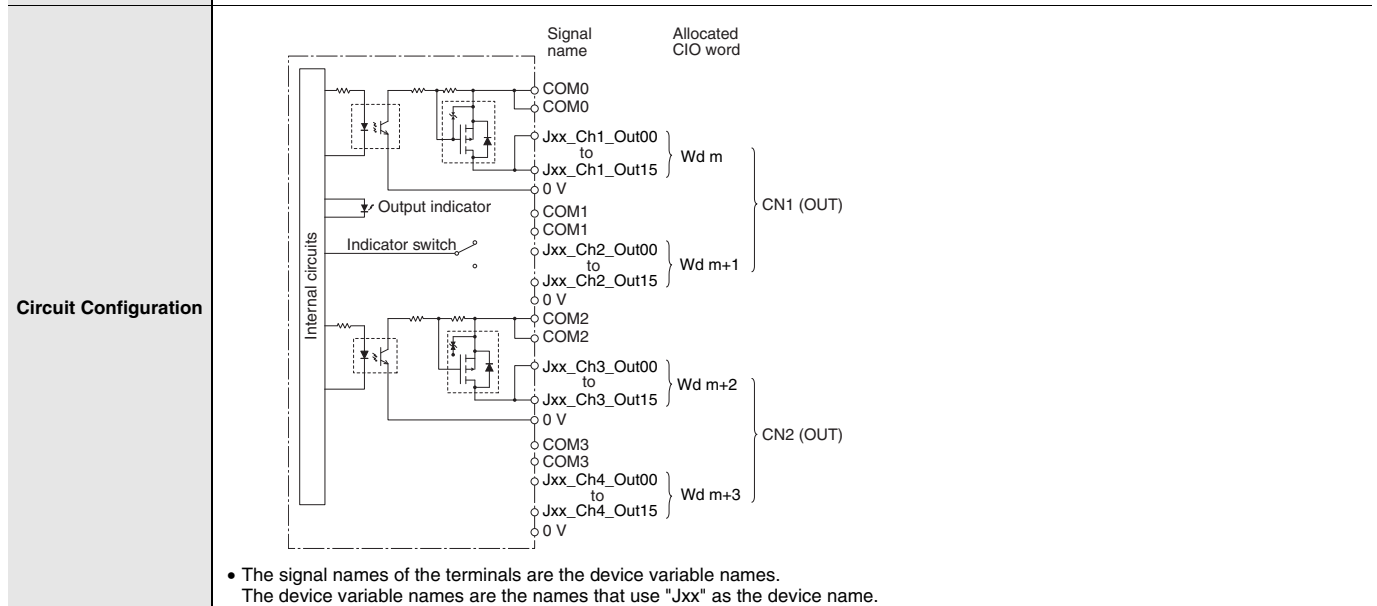 Circuit Configuration
Signal name
Allocated CIO word
Internal circuits
Output indicator
Indicator switch
COM0
COM0
Jxx_Ch1_Out00
to
Jxx_Ch1_Out15
Wd m
0 V
COM1
COM1
CN1 (OUT)
Jxx_Ch2_Out00
to
Jxx_Ch2_Out15
Wd m+1
0 V
COM2
COM2
Jxx_Ch3_Out00
to
Jxx_Ch3_Out15
Wd m+2
0 V
COM3
COM3
CN2 (OUT)
Jxx_Ch4_Out00
to
Jxx_Ch4_Out15
Wd m+3
0 V
• The signal names of the terminals are the device variable names.
The device variable names are the names that use "Jxx" as the device name.